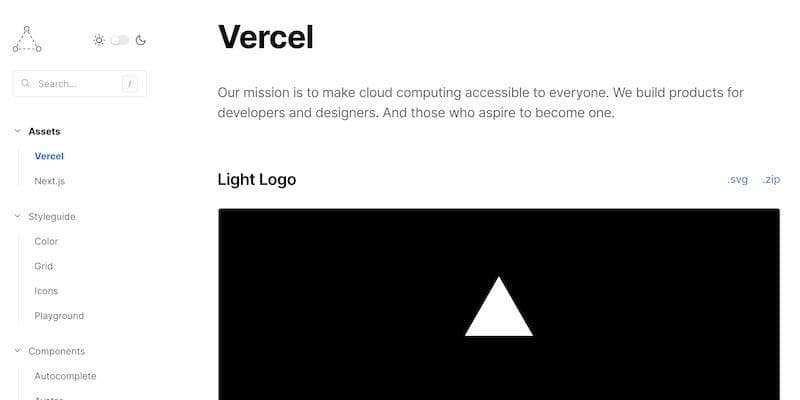 Search...
/
Assets
Vercel
Next.js
Styleguide
Color
Grid
Icons
Playground
Components
Autocomplete
Vercel
Our mission is to make cloud computing accessible to everyone. We build products for
developers and designers. And those who aspire to become one.
Light Logo
.svg
.zip